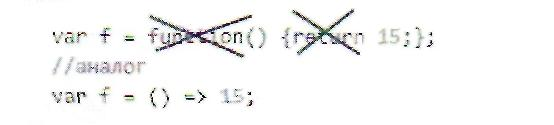 var f = function() {return 15;};
//аналог
var f = () => 15;